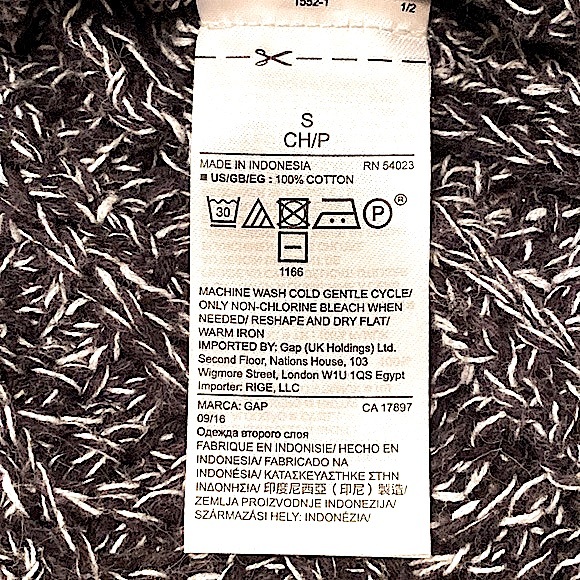 1552-1 1/2
S
CH/P
MADE IN INDONESIA RN 54023
US/GB/EG : 100% COTTON
30 P ®
1166
MACHINE WASH COLD GENTLE CYCLE/
ONLY NON-CHLORINE BLEACH WHEN
NEEDED/ RESHAPE AND DRY FLAT/
WARM IRON
IMPORTED BY: Gap (UK Holdings) Ltd.
Second Floor, Nations House, 103
Wigmore Street, London W1U 1QS Egypt
Importer: RIGE, LLC
MARCA: GAP CA 17897
09/16
Одежда второго слоя
FABRIQUE EN INDONISIE/ HECHO EN
INDONESIA/ FABRICADO NA
INDONÉSIA/ ΚΑΤΑΣΚΕΥΑΣΤΗΚΕ ΣΤΗΝ
ΙΝΔΟΝΗΣΙΑ/ 印度尼西亞（印尼）製造/
ZEMLJA PROIZVODNJE INDONEZIJA/
SZÁRMAZÁSI HELY: INDONÉZIA/